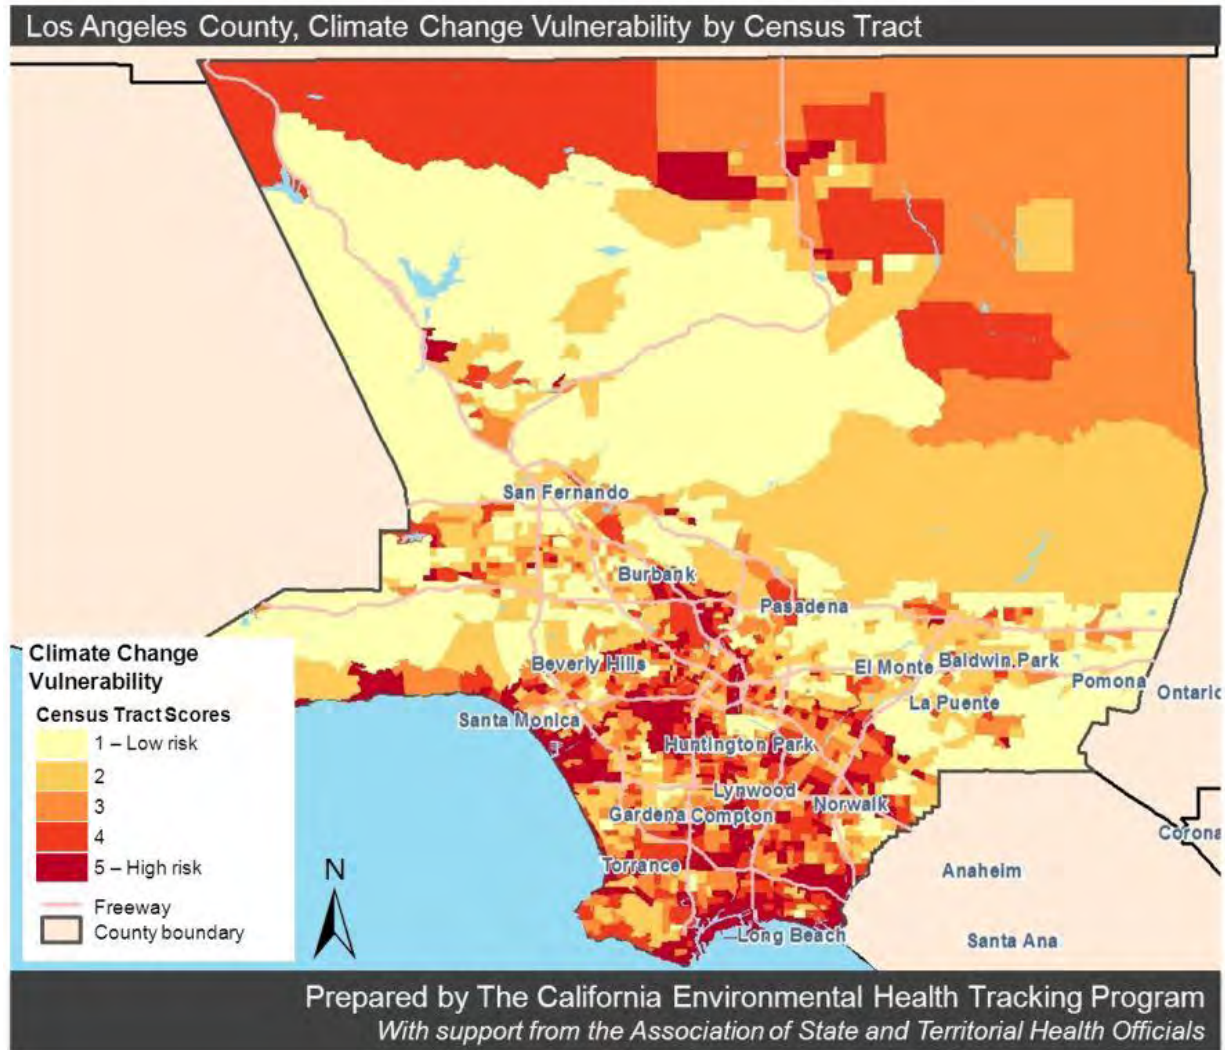 Los Angeles County, Climate Change Vulnerability by Census Tract
San Fernando
Burbank
Pasadena
Beverly Hills
El Monte
Baldwin Park
Pomona
Ontario
La Puente
Santa Monica
Huntington Park
Lynwood
Norwalk
Gardena
Compton
Corona
Torrance
Anaheim
Long Beach
Santa Ana
Climate Change
Vulnerability
Census Tract Scores
1 – Low risk
2
3
4
5 – High risk
Freeway
County boundary
N
Prepared by The California Environmental Health Tracking Program
With support from the Association of State and Territorial Health Officials